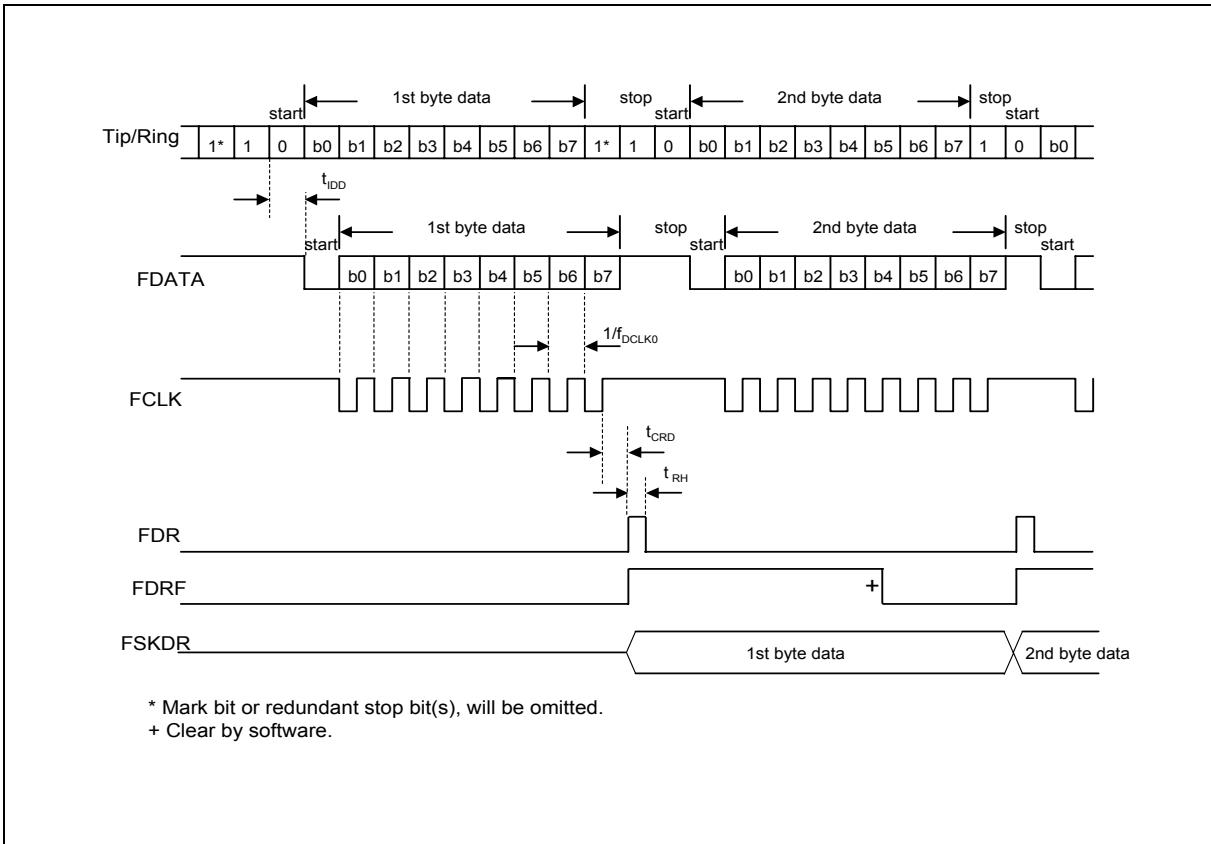 start 1st byte data stop start 2nd byte data stop start
Tip/Ring 1* 1 0 b0 b1 b2 b3 b4 b5 b6 b7 1* 1 0 b0 b1 b2 b3 b4 b5 b6 b7 1 0 b0
tIDD
start 1st byte data stop start 2nd byte data stop start
FDATA b0 b1 b2 b3 b4 b5 b6 b7 b0 b1 b2 b3 b4 b5 b6 b7
1/fDCLK0
FCLK
tCRD
tRH
FDR
FDRF +
FSKDR 1st byte data 2nd byte data
* Mark bit or redundant stop bit(s), will be omitted.
+ Clear by software.